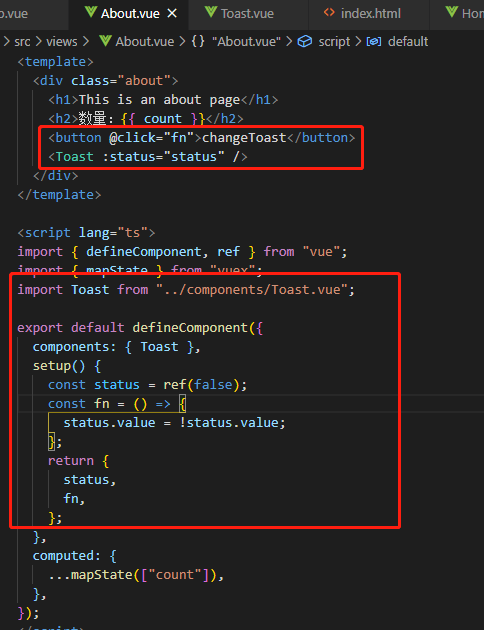 o.vue About.vue Toast.vue index.html Hom
> src > views > About.vue > {} "About.vue" > script > default
<template>
<div class="about">
<h1>This is an about page</h1>
<h2>数量: {{ count }}</h2>
<button @click="fn">changeToast</button>
<Toast :status="status" />
</div>
</template>
<script lang="ts">
import { defineComponent, ref } from "vue";
import { mapState } from "vuex";
import Toast from "../components/Toast.vue";
export default defineComponent({
components: { Toast },
setup() {
const status = ref(false);
const fn = () => {
status.value = !status.value;
};
return {
status,
fn,
};
},
computed: {
...mapState(["count"]),
},
});
</script>